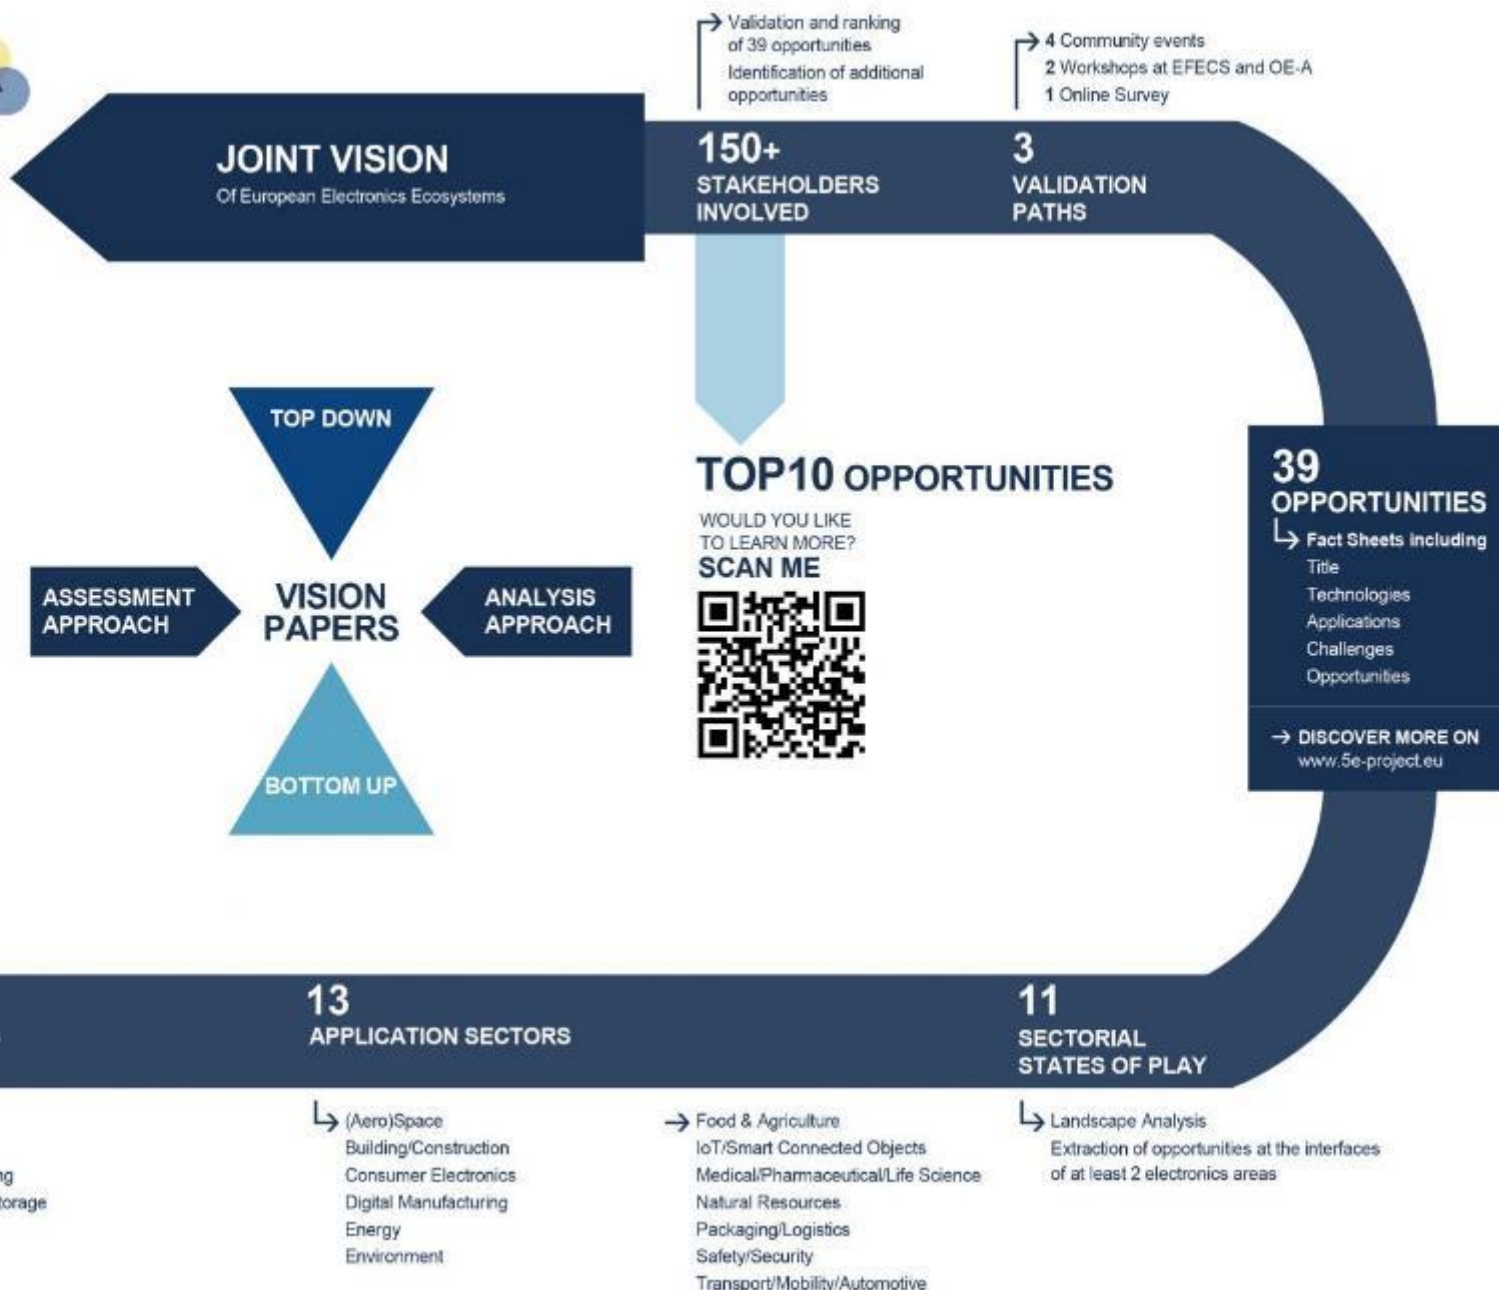 Validation and ranking
of 39 opportunities
Identification of additional
opportunities
4 Community events
2 Workshops at EFECS and OE-A
1 Online Survey
JOINT VISION
Of European Electronics Ecosystems
150+
STAKEHOLDERS
INVOLVED
3
VALIDATION
PATHS
TOP DOWN
ASSESSMENT
APPROACH
VISION
PAPERS
ANALYSIS
APPROACH
BOTTOM UP
TOP10 OPPORTUNITIES
WOULD YOU LIKE
TO LEARN MORE?
SCAN ME
39
OPPORTUNITIES
Fact Sheets including
Title
Technologies
Applications
Challenges
Opportunities
DISCOVER MORE ON
www.5e-project.eu
13
APPLICATION SECTORS
11
SECTORIAL
STATES OF PLAY
(Aero)Space
Building/Construction
Consumer Electronics
Digital Manufacturing
Energy
Environment
Food & Agriculture
IoT/Smart Connected Objects
Medical/Pharmaceutical/Life Science
Natural Resources
Packaging/Logistics
Safety/Security
Transport/Mobility/Automotive
Landscape Analysis
Extraction of opportunities at the interfaces
of at least 2 electronics areas